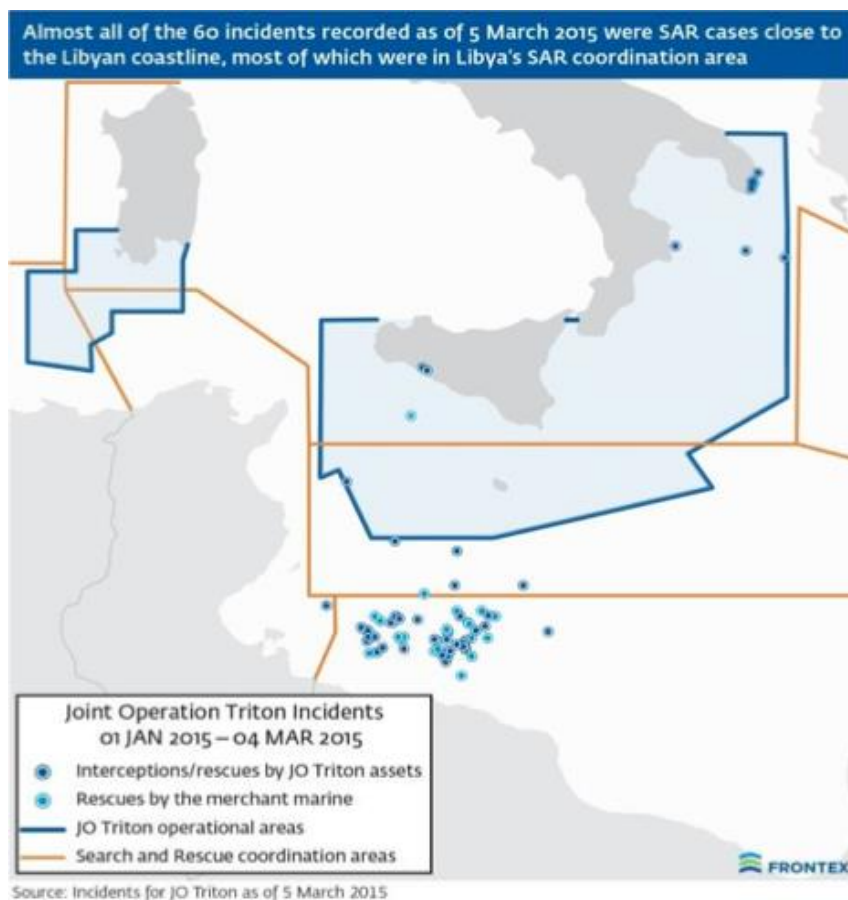 Almost all of the 60 incidents recorded as of 5 March 2015 were SAR cases close to
the Libyan coastline, most of which were in Libya's SAR coordination area
Joint Operation Triton Incidents
01 JAN 2015 – 04 MAR 2015
Interceptions/rescues by JO Triton assets
Rescues by the merchant marine
JO Triton operational areas
Search and Rescue coordination areas
FRONTEX
Source: Incidents for JO Triton as of 5 March 2015